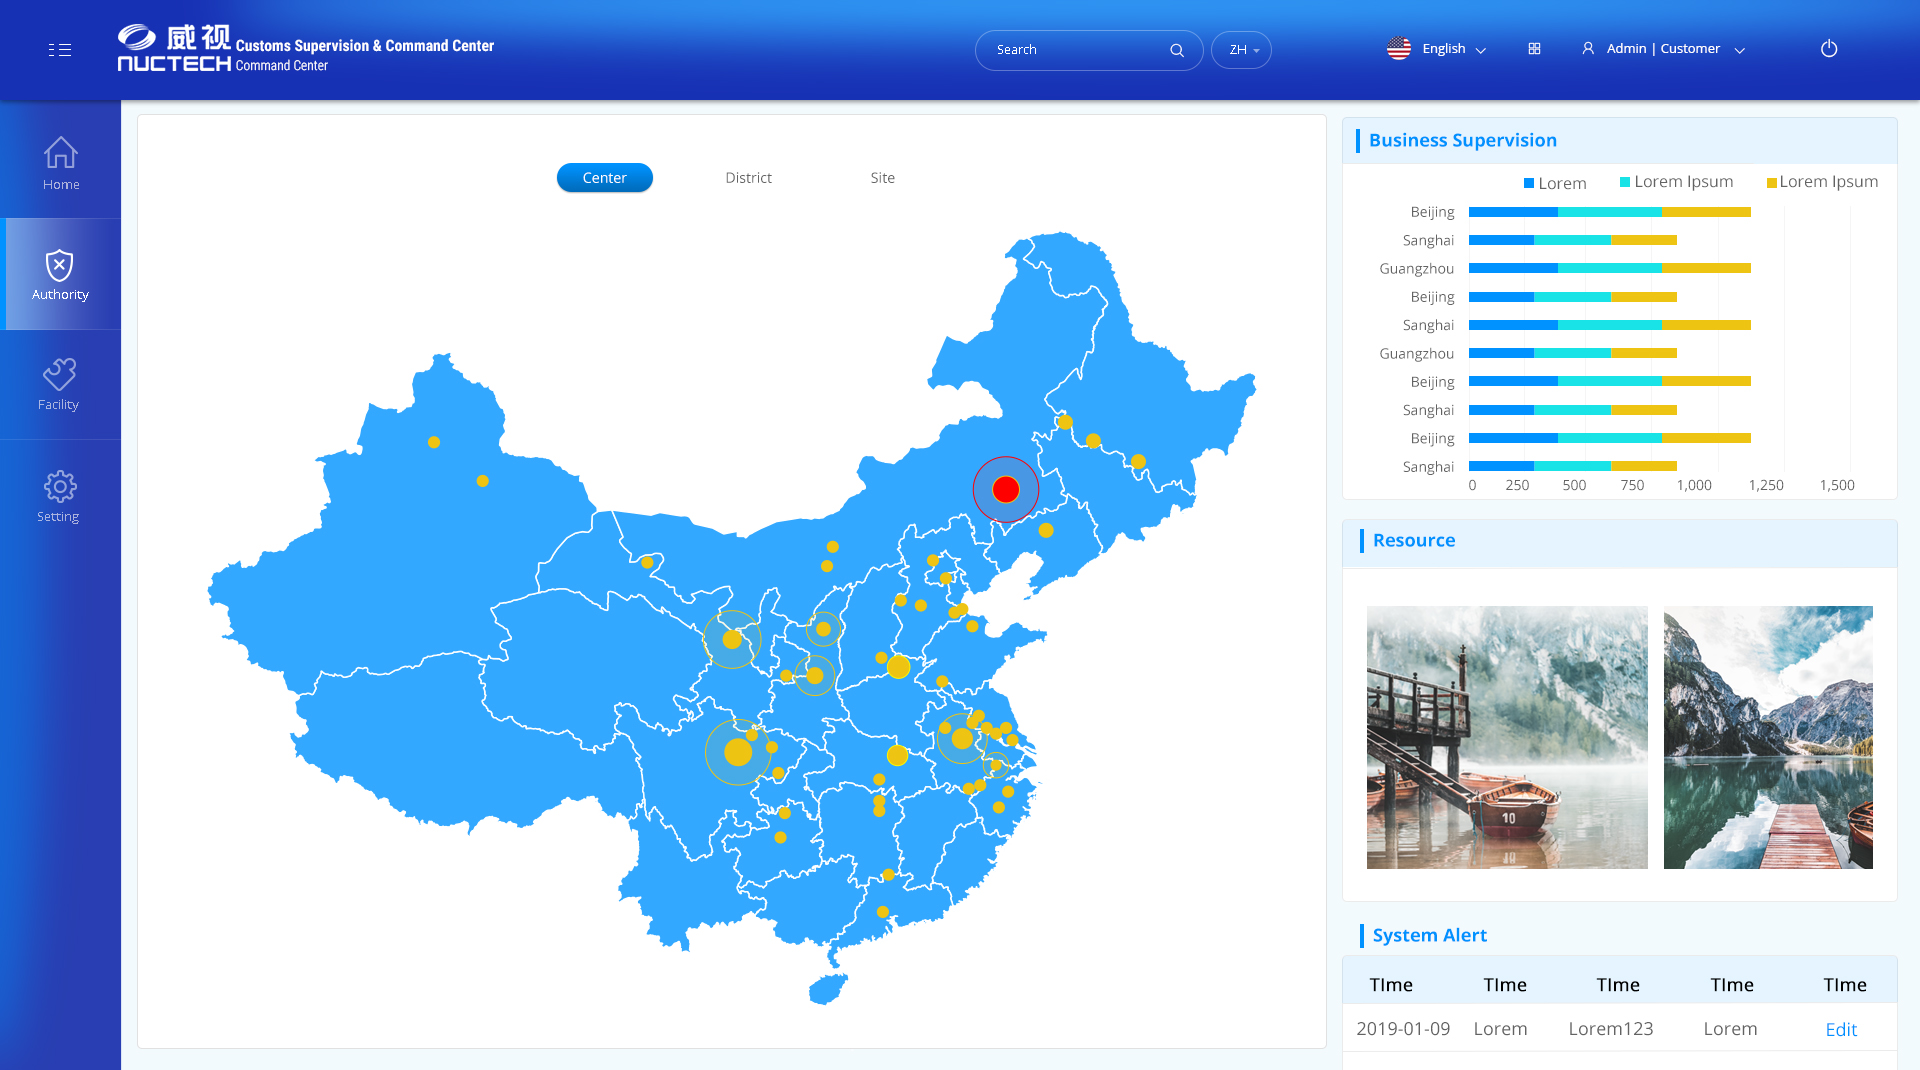 威视
NUCTECH
Customs Supervision & Command Center
Command Center
Search
ZH
English
Admin | Customer
Home
Authority
Facility
Setting
Center
District
Site
Business Supervision
Lorem
Lorem Ipsum
Lorem Ipsum
Beijing
Sanghai
Guangzhou
Beijing
Sanghai
Guangzhou
Beijing
Sanghai
Beijing
Sanghai
0 250 500 750 1,000 1,250 1,500
Resource
10
System Alert
TIme TIme TIme TIme TIme
2019-01-09 Lorem Lorem123 Lorem Edit